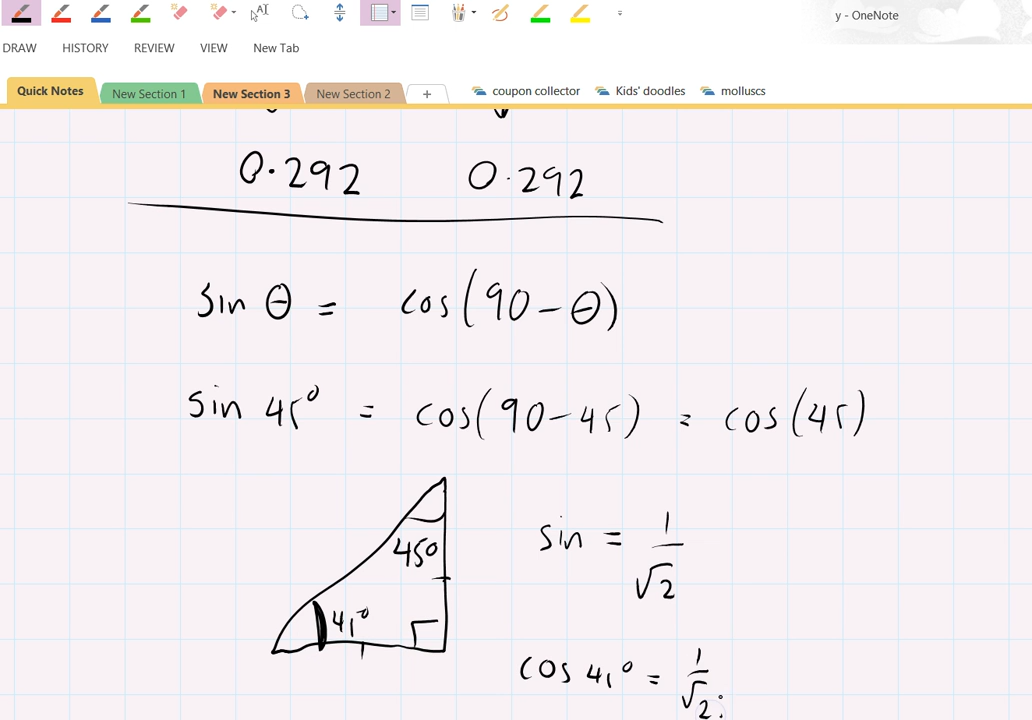 y - OneNote
DRAW HISTORY REVIEW VIEW New Tab
Quick Notes New Section 1 New Section 3 New Section 2 + coupon collector Kids' doodles molluscs
0.292 0.292
sin θ = cos(90-θ)
sin 45° = cos(90-45) = cos(45)
45°
sin = 1/√2
45°
cos 45° = 1/√2